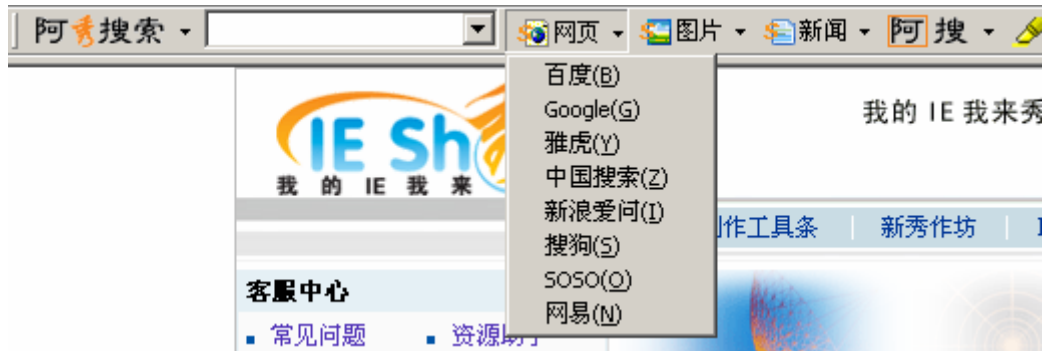 阿秀搜索 网页 图片 新闻 阿 搜
百度(B)
Google(G)
雅虎(Y)
中国搜索(Z)
新浪爱问(I)
搜狗(S)
SOSO(O)
网易(N)
IE Sh
我 的 IE 我 来
我的 IE 我来秀
作工具条 新秀作坊
客服中心
常见问题 资源助手